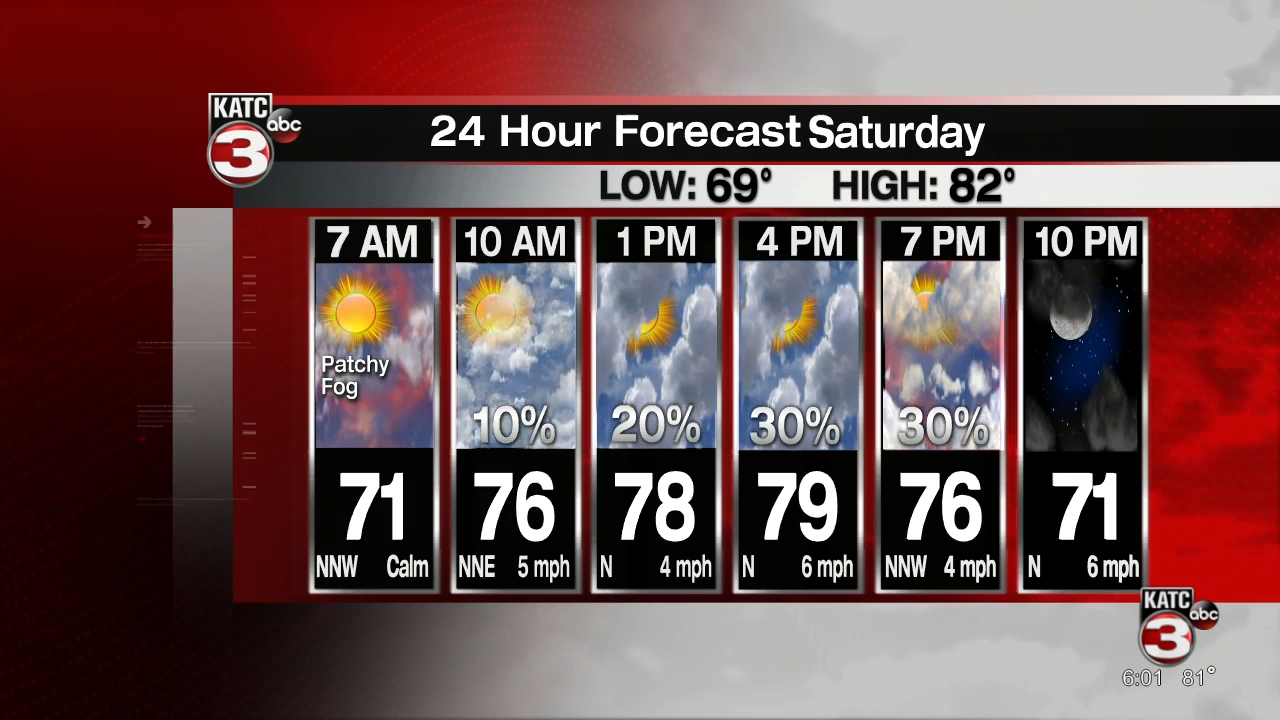 KATC
abc
3
24 Hour Forecast Saturday
LOW: 69° HIGH: 82°
7 AM
Patchy
Fog
71
NNW Calm
10 AM
10%
76
NNE 5 mph
1 PM
20%
78
N 4 mph
4 PM
30%
79
N 6 mph
7 PM
30%
76
NNW 4 mph
10 PM
71
N 6 mph
KATC
abc
3
6:01 81°